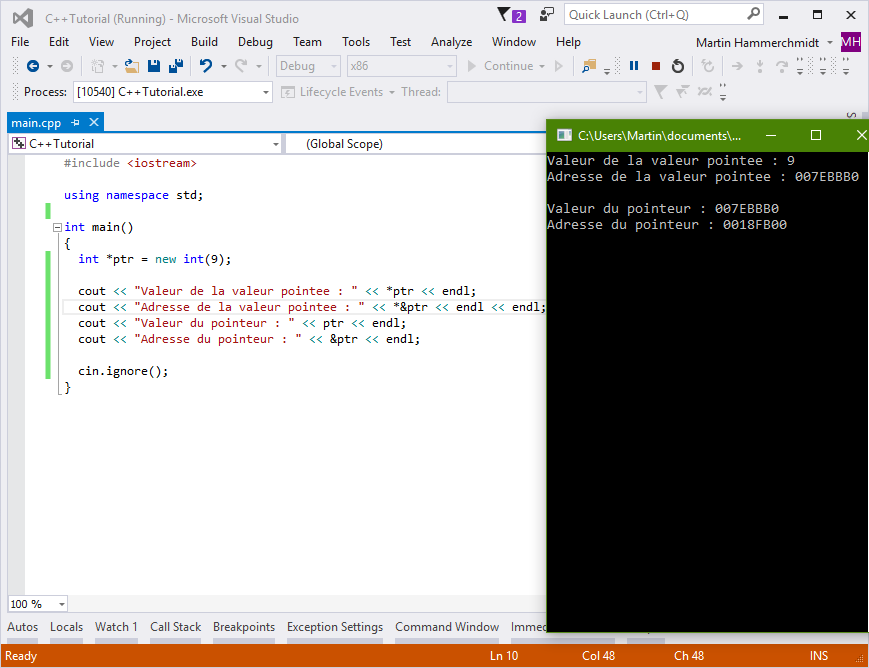 C++Tutorial (Running) - Microsoft Visual Studio
2
Quick Launch (Ctrl+Q)
File Edit View Project Build Debug Team Tools Test Analyze Window Help Martin Hammerchmidt MH
Debug x86 Continue
Process: [10540] C++Tutorial.exe Lifecycle Events Thread:
main.cpp
C++Tutorial (Global Scope)
#include <iostream>
using namespace std;
int main()
{
int *ptr = new int(9);
cout << "Valeur de la valeur pointee : " << *ptr << endl;
cout << "Adresse de la valeur pointee : " << *&ptr << endl << endl;
cout << "Valeur du pointeur : " << ptr << endl;
cout << "Adresse du pointeur : " << &ptr << endl;
cin.ignore();
}
C:\Users\Martin\documents\...
Valeur de la valeur pointee : 9
Adresse de la valeur pointee : 007EBBB0
Valeur du pointeur : 007EBBB0
Adresse du pointeur : 0018FB00
100 %
Autos Locals Watch 1 Call Stack Breakpoints Exception Settings Command Window
Ready Ln 10 Col 48 Ch 48 INS